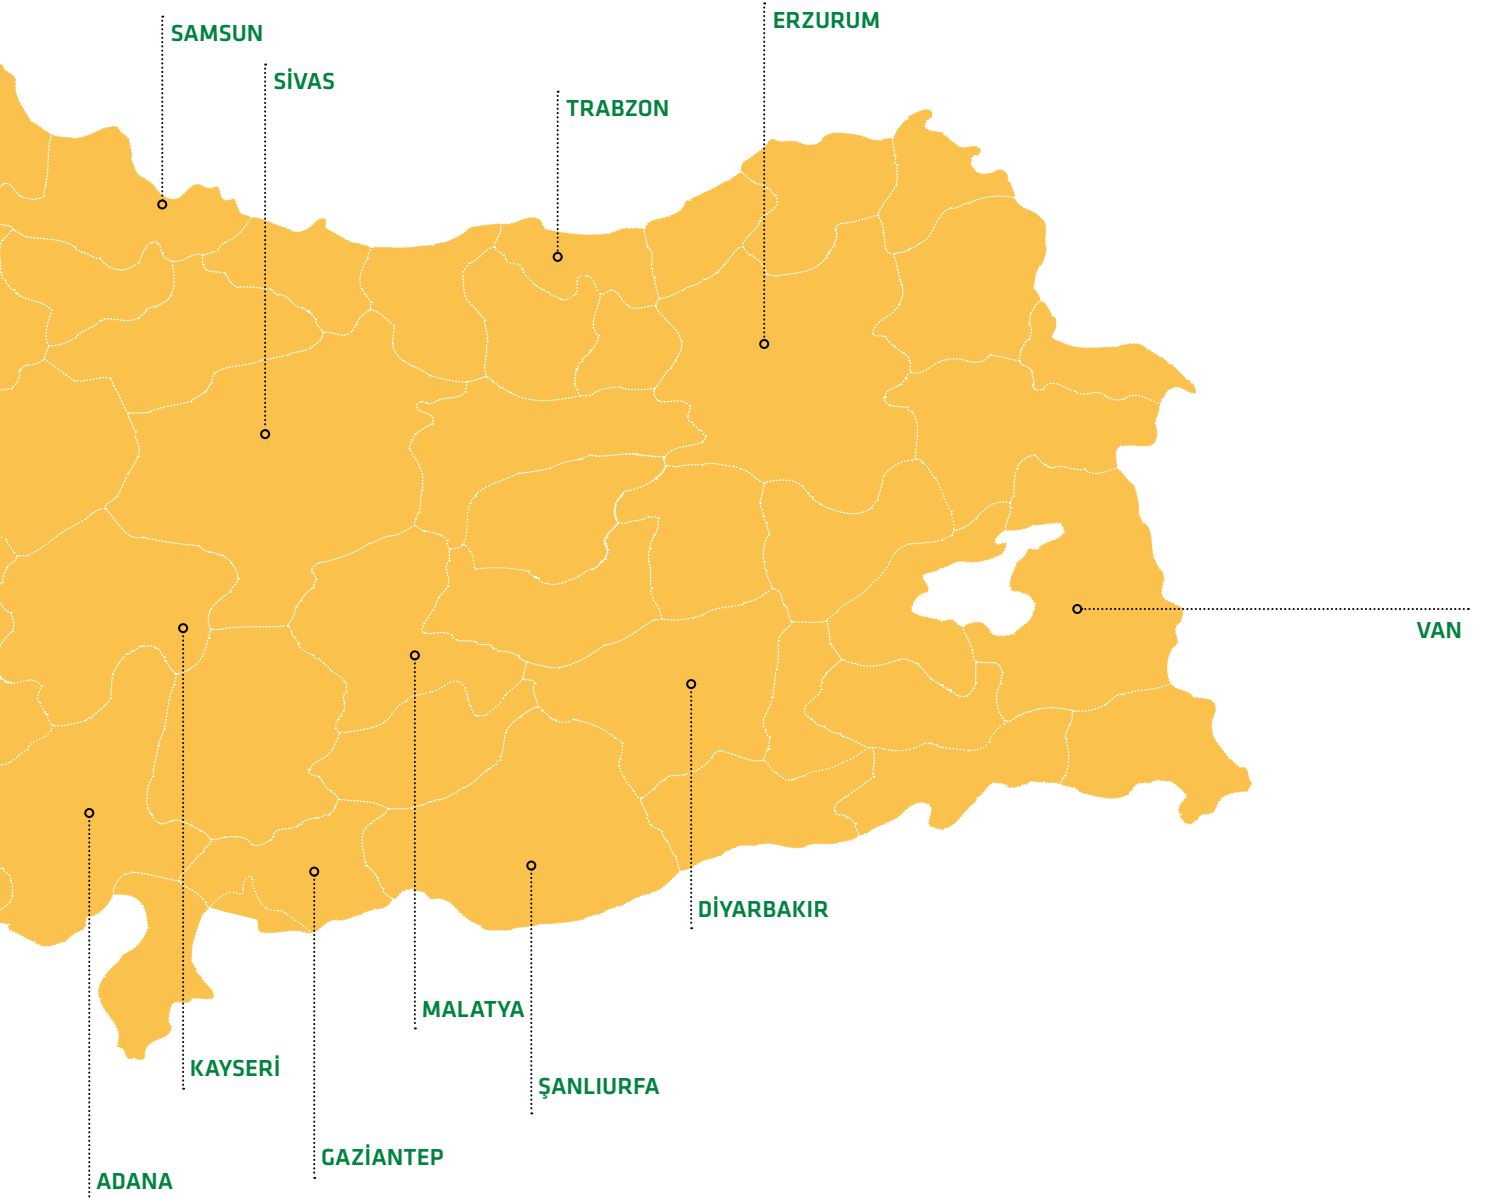 ERZURUM
SAMSUN
SİVAS
TRABZON
VAN
DİYARBAKIR
MALATYA
KAYSERİ
ŞANLIURFA
GAZİANTEP
ADANA